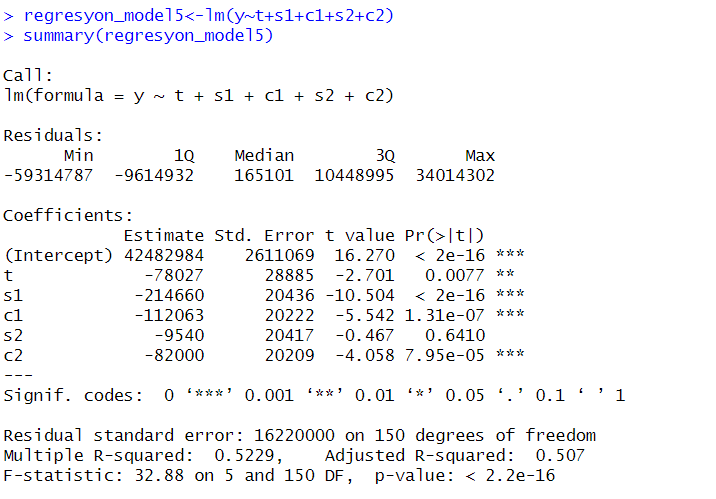 > regresyon_model5<-lm(y~t+s1+c1+s2+c2)
> summary(regresyon_model5)
Call:
lm(formula = y ~ t + s1 + c1 + s2 + c2)
Residuals:
Min 1Q Median 3Q Max
-59314787 -9614932 165101 10448995 34014302
Coefficients:
Estimate Std. Error t value Pr(>|t|)
(Intercept) 42482984 2611069 16.270 < 2e-16 ***
t -78027 28885 -2.701 0.0077 **
s1 -214660 20436 -10.504 < 2e-16 ***
c1 -112063 20222 -5.542 1.31e-07 ***
s2 -9540 20417 -0.467 0.6410
c2 -82000 20209 -4.058 7.95e-05 ***
---
Signif. codes: 0 ‘***’ 0.001 ‘**’ 0.01 ‘*’ 0.05 ‘.’ 0.1 ‘ ’ 1
Residual standard error: 16220000 on 150 degrees of freedom
Multiple R-squared: 0.5229, Adjusted R-squared: 0.507
F-statistic: 32.88 on 5 and 150 DF, p-value: < 2.2e-16